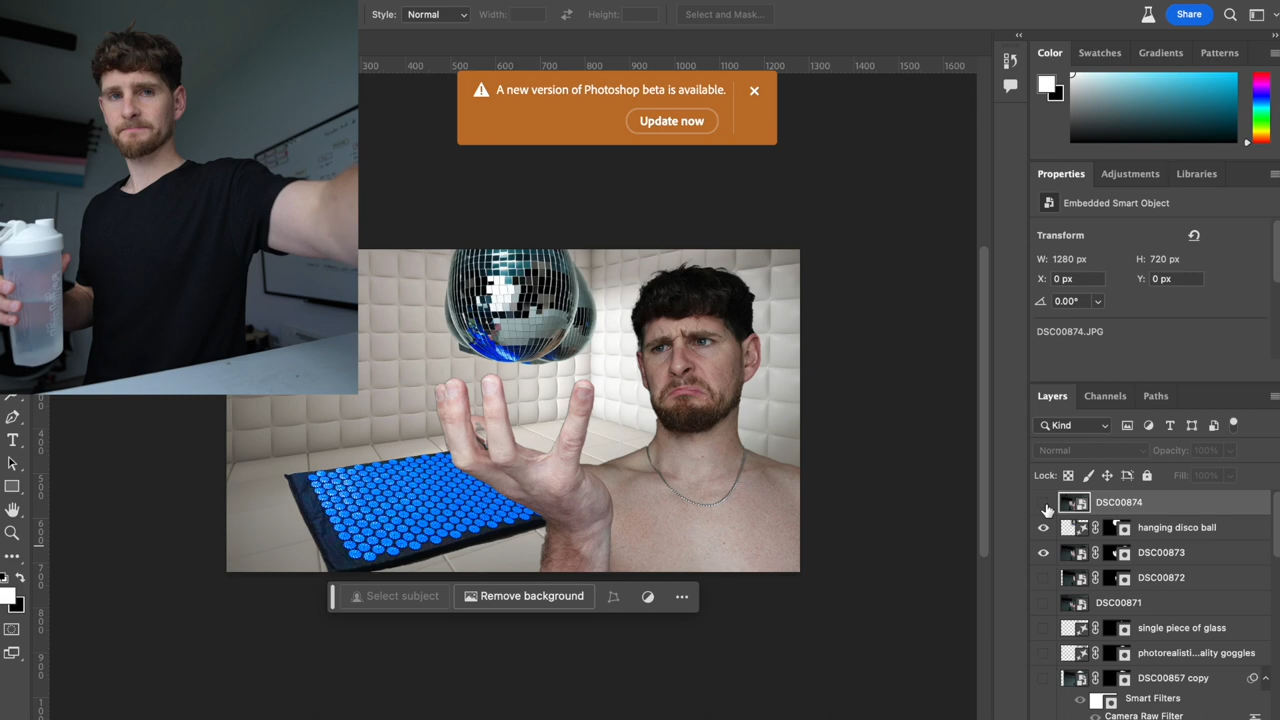 Style: Normal Width: Height: Select and Mask... Share
300 400 500 600 700 800 900 1000 1100 1200 1300 1400 1500 1600
A new version of Photoshop beta is available.
Update now
Color Swatches Gradients Patterns
Properties Adjustments Libraries
Embedded Smart Object
Transform
W: 1280 px H: 720 px
X: 0 px Y: 0 px
0.00°
DSC00874.JPG
Layers Channels Paths
Kind
Normal Opacity: 100%
Lock: Fill: 100%
DSC00874
hanging disco ball
DSC00873
DSC00872
DSC00871
single piece of glass
photorealisti...ality goggles
DSC00857 copy
Smart Filters
Camera Raw Filter
Select subject Remove background